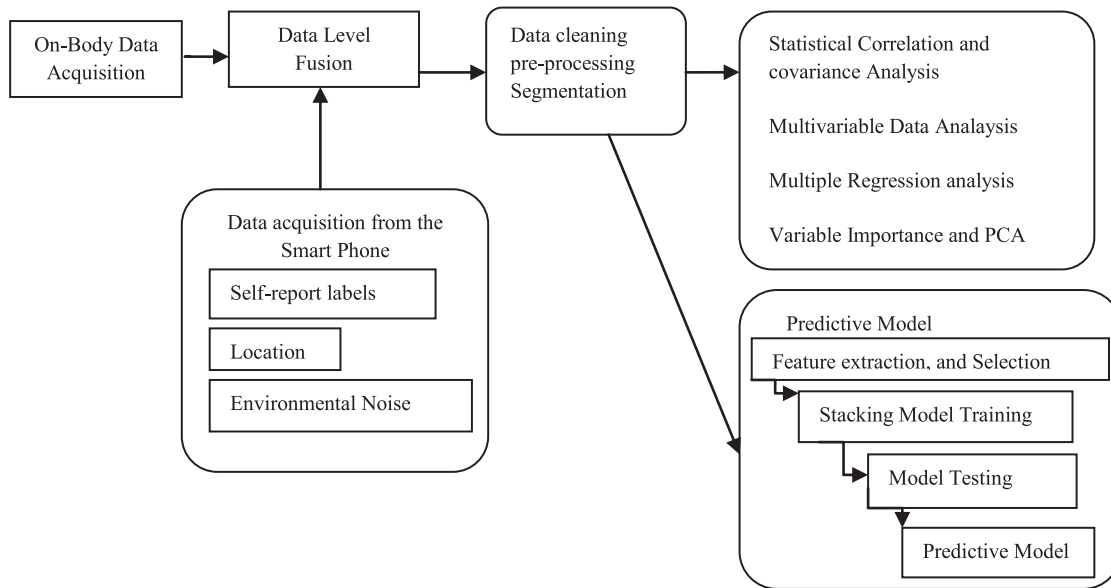 On-Body Data
Acquisition
Data Level
Fusion
Data cleaning
pre-processing
Segmentation
Statistical Correlation and
covariance Analysis
Multivariable Data Analaysis
Multiple Regression analysis
Variable Importance and PCA
Data acquisition from the
Smart Phone
Self-report labels
Location
Environmental Noise
Predictive Model
Feature extraction, and Selection
Stacking Model Training
Model Testing
Predictive Model